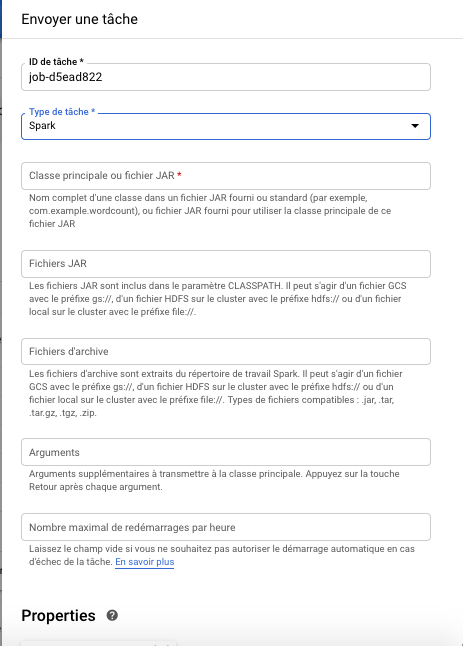 Envoyer une tâche
ID de tâche *
job-d5ead822
Type de tâche *
Spark
Classe principale ou fichier JAR *
Nom complet d'une classe dans un fichier JAR fourni ou standard (par exemple,
com.example.wordcount), ou fichier JAR fourni pour utiliser la classe principale de ce
fichier JAR
Fichiers JAR
Les fichiers JAR sont inclus dans le paramètre CLASSPATH. Il peut s'agir d'un fichier GCS
avec le préfixe gs://, d'un fichier HDFS sur le cluster avec le préfixe hdfs:// ou d'un fichier
local sur le cluster avec le préfixe file://.
Fichiers d'archive
Les fichiers d'archive sont extraits du répertoire de travail Spark. Il peut s'agir d'un fichier
GCS avec le préfixe gs://, d'un fichier HDFS sur le cluster avec le préfixe hdfs:// ou d'un
fichier local sur le cluster avec le préfixe file://. Types de fichiers compatibles : .jar, .tar,
.tar.gz, .tgz, .zip.
Arguments
Arguments supplémentaires à transmettre à la classe principale. Appuyez sur la touche
Retour après chaque argument.
Nombre maximal de redémarrages par heure
Laissez le champ vide si vous ne souhaitez pas autoriser le démarrage automatique en cas
d'échec de la tâche. En savoir plus
Properties ?